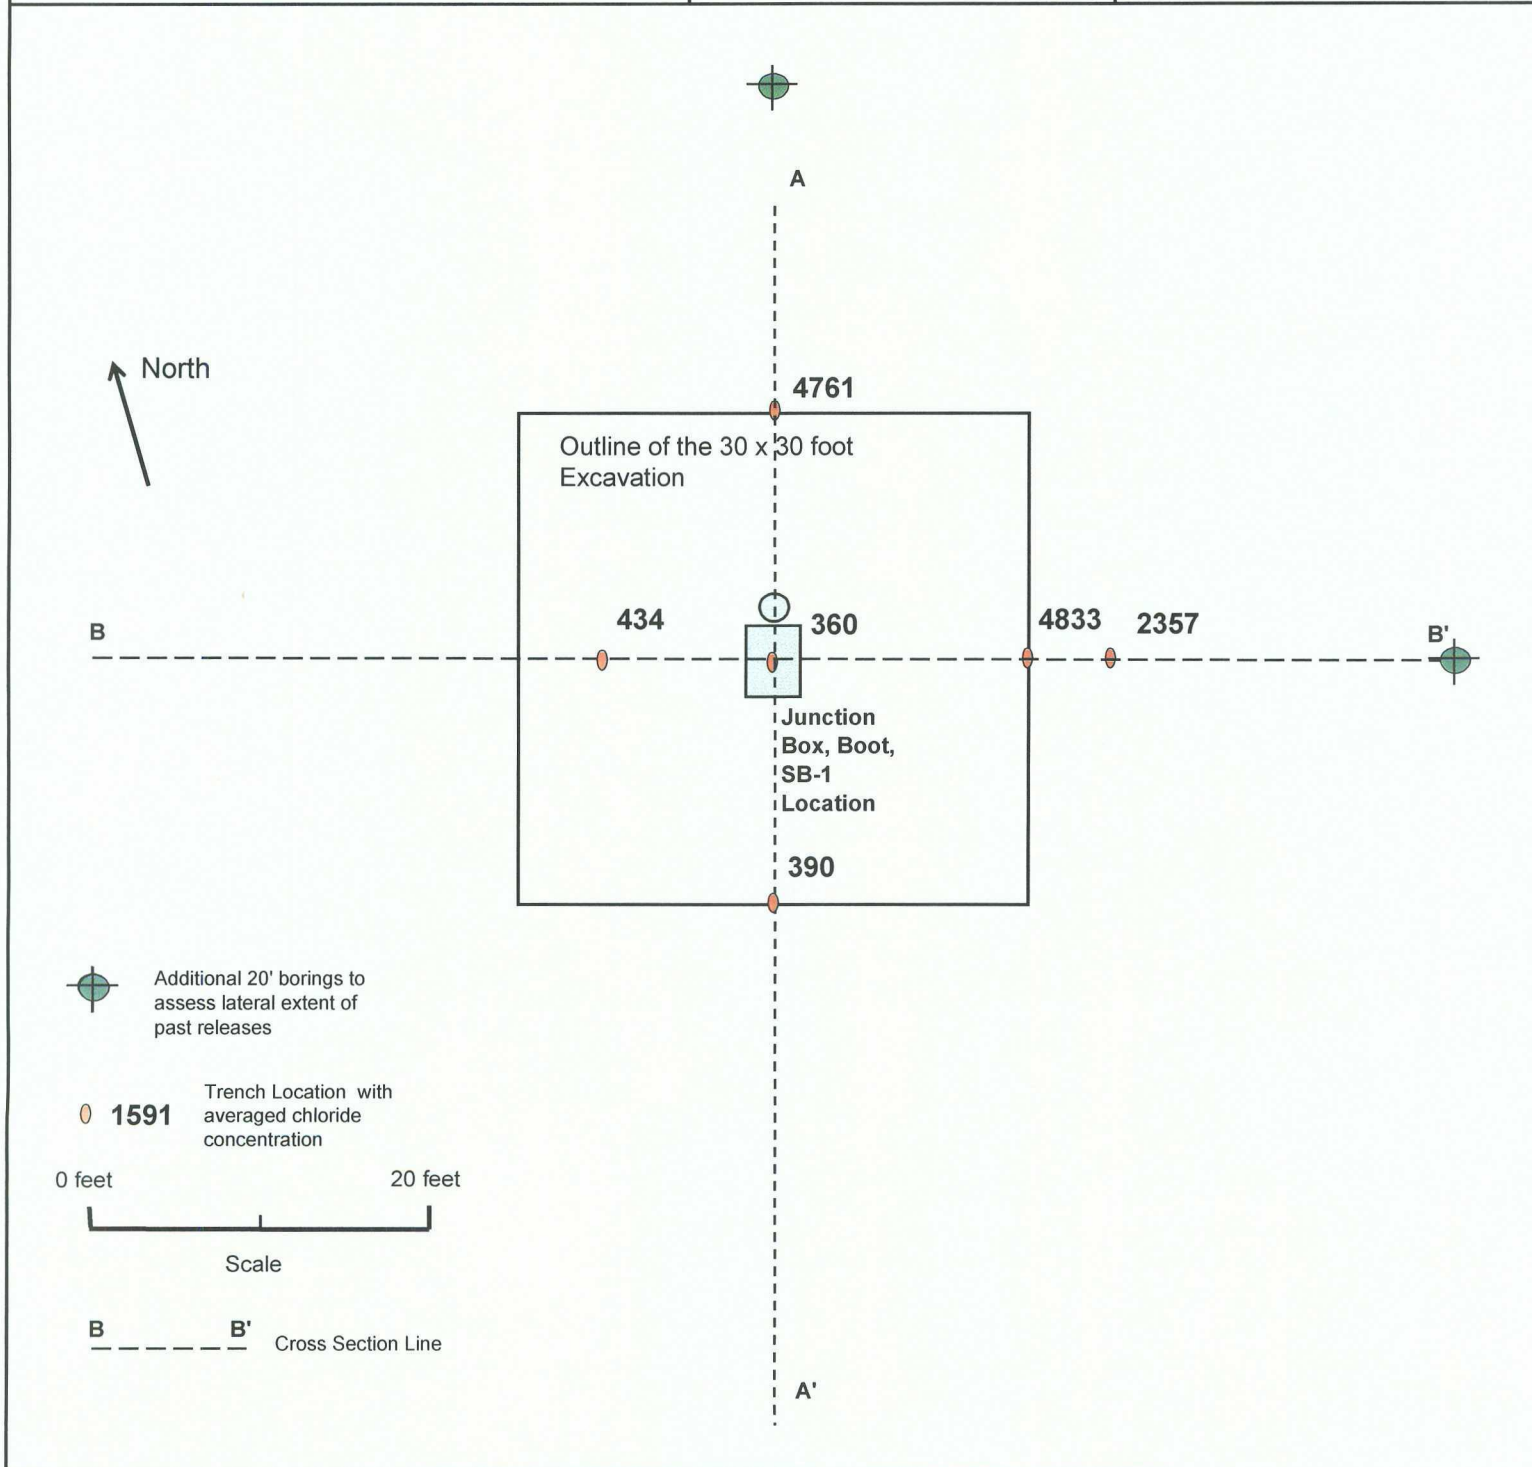 A
North
4761
Outline of the 30 x 30 foot
Excavation
434
360
4833
2357
B
B'
Junction
Box, Boot,
SB-1
Location
390
Additional 20' borings to
assess lateral extent of
past releases
1591
Trench Location with
averaged chloride
concentration
0 feet
20 feet
Scale
B
B'
Cross Section Line
A'